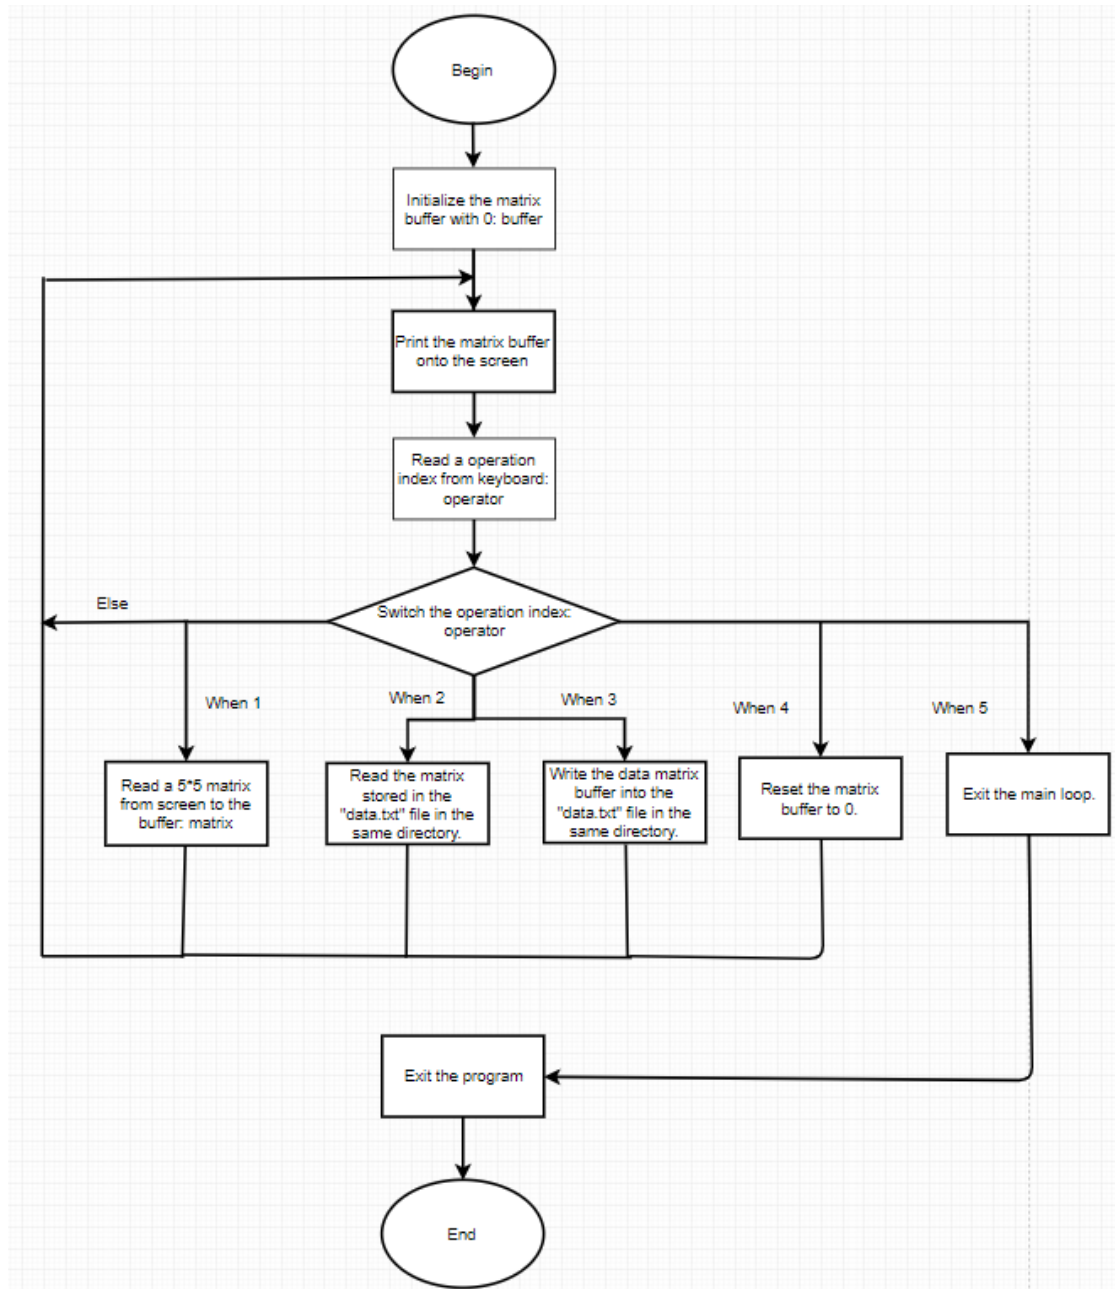 Begin
Initialize the matrix
buffer with 0: buffer
Print the matrix buffer
onto the screen
Read a operation
index from keyboard:
operator
Switch the operation index:
operator
Else
When 1
When 2
When 3
When 4
When 5
Read a 5*5 matrix
from screen to the
buffer: matrix
Read the matrix
stored in the
"data.txt" file in the
same directory.
Write the data matrix
buffer into the
"data.txt" file in the
same directory.
Reset the matrix
buffer to 0.
Exit the main loop.
Exit the program
End